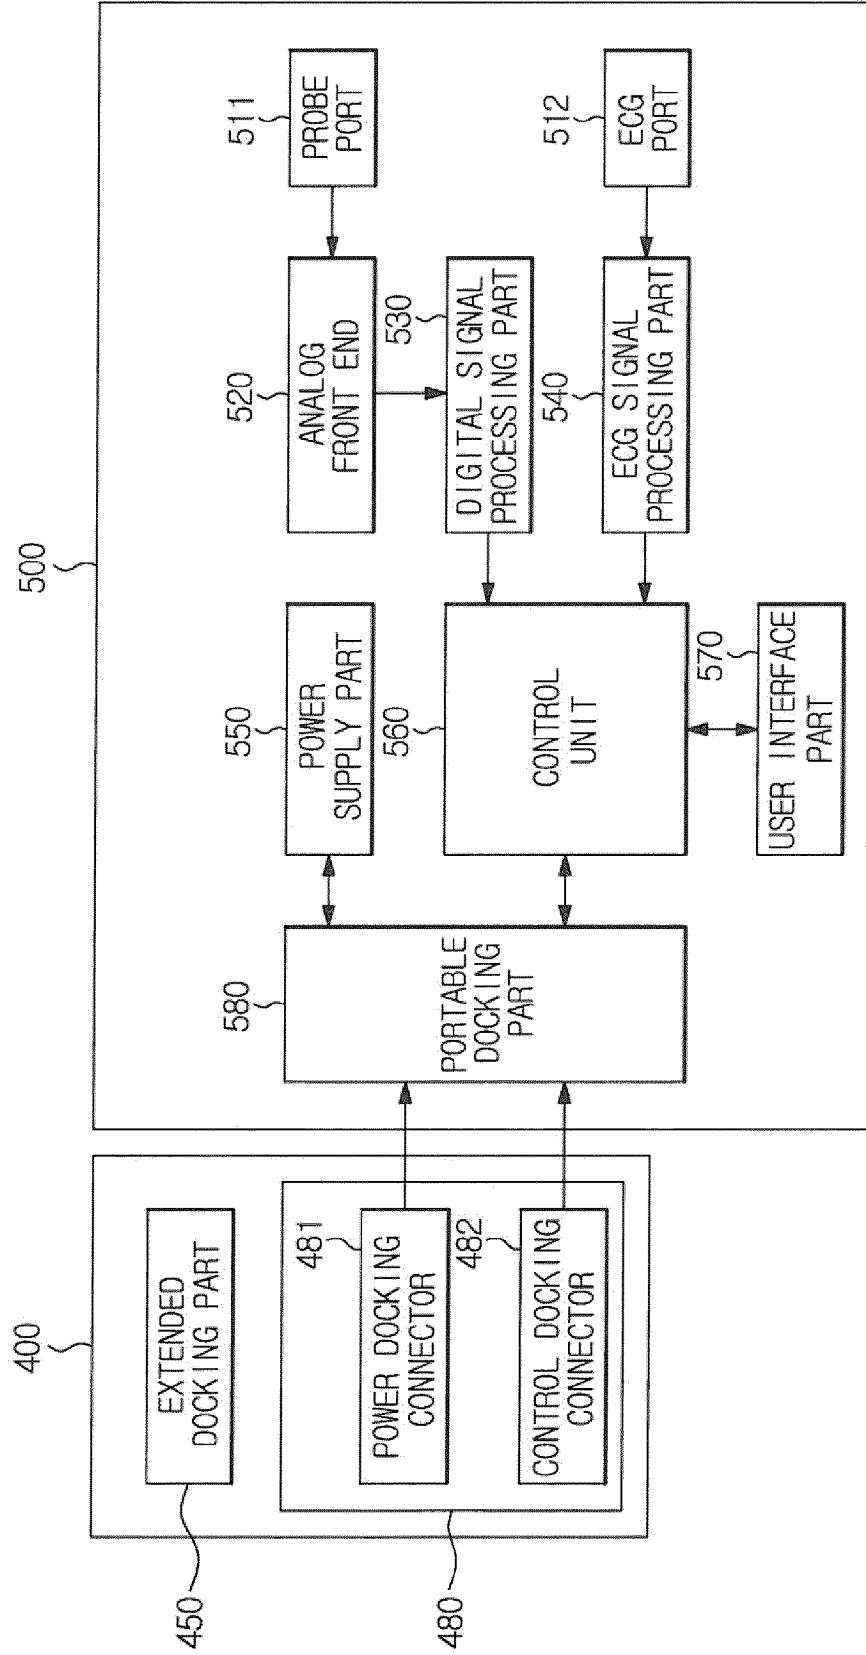 400
450
EXTENDED
DOCKING PART
480
481
POWER DOCKING
CONNECTOR
482
CONTROL DOCKING
CONNECTOR
500
580
PORTABLE
DOCKING
PART
550
POWER
SUPPLY PART
560
CONTROL
UNIT
570
USER INTERFACE
PART
520
ANALOG
FRONT END
530
DIGITAL SIGNAL
PROCESSING PART
540
ECG SIGNAL
PROCESSING PART
511
PROBE
PORT
512
ECG
PORT